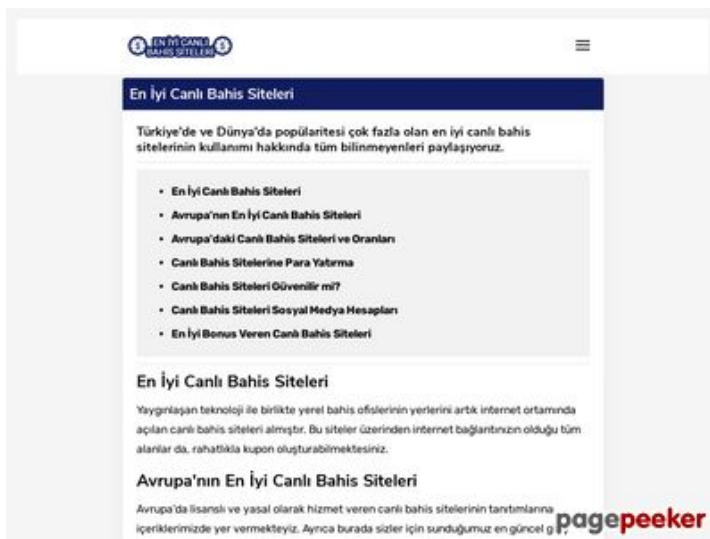 EN İYİ CANLI
BAHİS SİTELERİ
En İyi Canlı Bahis Siteleri
Türkiye'de ve Dünya'da popülaritesi çok fazla olan en iyi canlı bahis
sitelerinin kullanımı hakkında tüm bilinmeyenleri paylaşıyoruz.
• En İyi Canlı Bahis Siteleri
• Avrupa'nın En İyi Canlı Bahis Siteleri
• Avrupa'daki Canlı Bahis Siteleri ve Oranları
• Canlı Bahis Sitelerine Para Yatırma
• Canlı Bahis Siteleri Güvenilir mi?
• Canlı Bahis Siteleri Sosyal Medya Hesapları
• En İyi Bonus Veren Canlı Bahis Siteleri
En İyi Canlı Bahis Siteleri
Yaygınlaşan teknoloji ile birlikte yerel bahis ofislerinin yerlerini artık internet ortamında
açılan canlı bahis siteleri almıştır. Bu siteler üzerinden internet bağlantınızın olduğu tüm
alanlar da, rahatlıkla kupon oluşturabilmektesiniz.
Avrupa'nın En İyi Canlı Bahis Siteleri
Avrupa'da lisanslı ve yasal olarak hizmet veren canlı bahis sitelerinin tanıtımlarına
içeriklerimizde yer vermekteyiz. Ayrıca burada sizler için sunduğumuz en güncel
pagepeeker